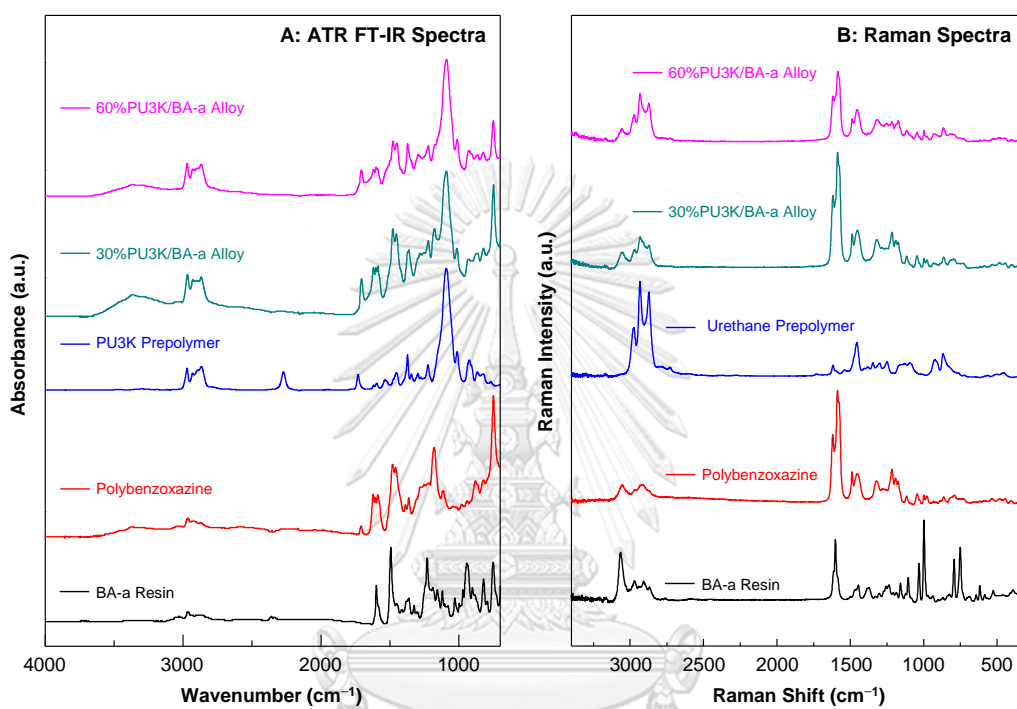 A: ATR FT-IR Spectra
60%PU3K/BA-a Alloy
30%PU3K/BA-a Alloy
PU3K Prepolymer
Polybenzoxazine
BA-a Resin
Absorbance (a.u.)
4000 3000 2000 1000
Wavenumber (cm⁻¹)
B: Raman Spectra
60%PU3K/BA-a Alloy
30%PU3K/BA-a Alloy
Urethane Prepolymer
Polybenzoxazine
BA-a Resin
Raman Intensity (a.u.)
3000 2500 2000 1500 1000 500
Raman Shift (cm⁻¹)